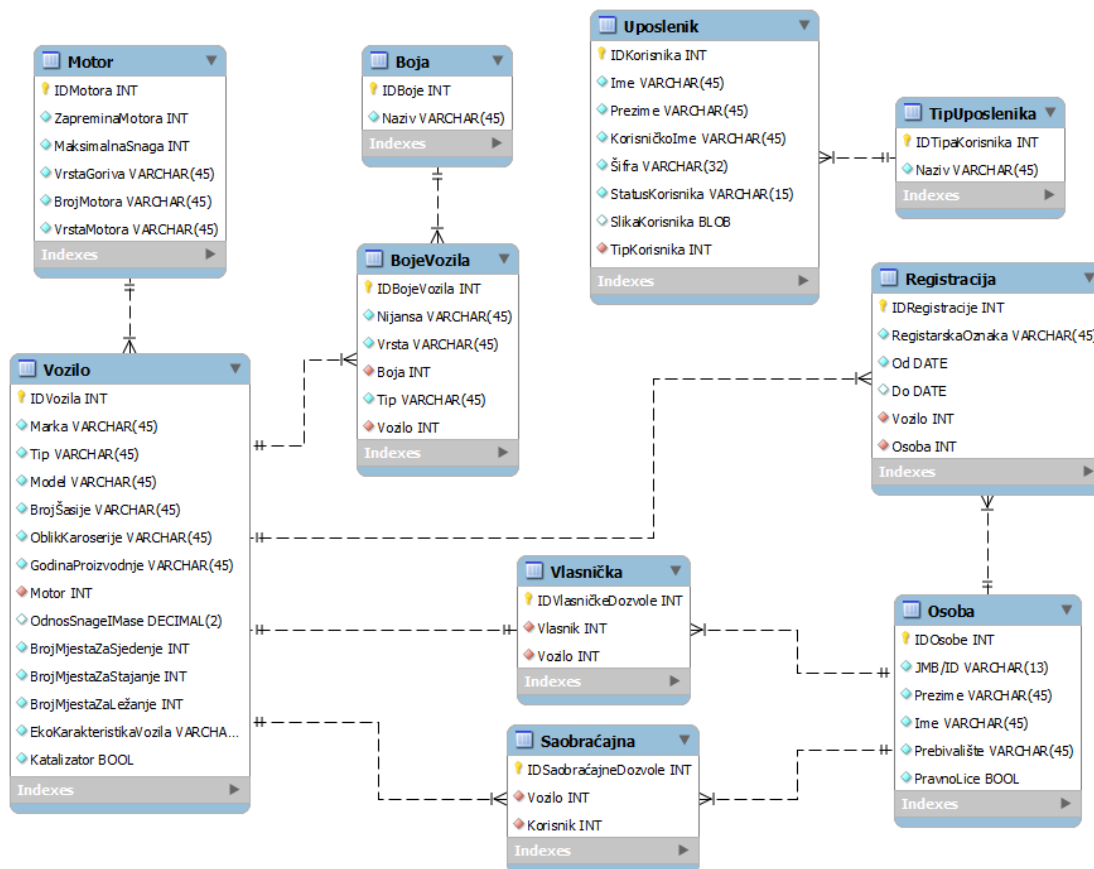 Motor
IDMotora INT
ZapreminaMotora INT
MaksimalnaSnaga INT
VrstaGoriva VARCHAR(45)
BrojMotora VARCHAR(45)
VrstaMotora VARCHAR(45)
Indexes
Boja
IDBoje INT
Naziv VARCHAR(45)
Indexes
Uposlenik
IDKorisnika INT
Ime VARCHAR(45)
Prezime VARCHAR(45)
KorisničkoIme VARCHAR(45)
Šifra VARCHAR(32)
StatusKorisnika VARCHAR(15)
SlikaKorisnika BLOB
TipKorisnika INT
Indexes
TipUposlenika
IDTipaKorisnika INT
Naziv VARCHAR(45)
Indexes
BojeVozila
IDBojeVozila INT
Nijansa VARCHAR(45)
Vrsta VARCHAR(45)
Boja INT
Tip VARCHAR(45)
Vozilo INT
Indexes
Registracija
IDRegistracije INT
RegistarskaOznaka VARCHAR(45)
Od DATE
Do DATE
Vozilo INT
Osoba INT
Indexes
Vozilo
IDVozila INT
Marka VARCHAR(45)
Tip VARCHAR(45)
Model VARCHAR(45)
BrojŠasije VARCHAR(45)
OblikKaroserije VARCHAR(45)
GodinaProizvodnje VARCHAR(45)
Motor INT
OdnosSnageIMase DECIMAL(2)
BrojMjestaZaSjedenje INT
BrojMjestaZaStajanje INT
BrojMjestaZaLežanje INT
EkoKarakteristikaVozila VARCHA...
Katalizator BOOL
Indexes
Vlasnička
IDVlasničkeDozvole INT
Vlasnik INT
Vozilo INT
Indexes
Osoba
IDOsobe INT
JMB/ID VARCHAR(13)
Prezime VARCHAR(45)
Ime VARCHAR(45)
Prebivalište VARCHAR(45)
PravnoLice BOOL
Indexes
Saobraćajna
IDSaobraćajneDozvole INT
Vozilo INT
Korisnik INT
Indexes